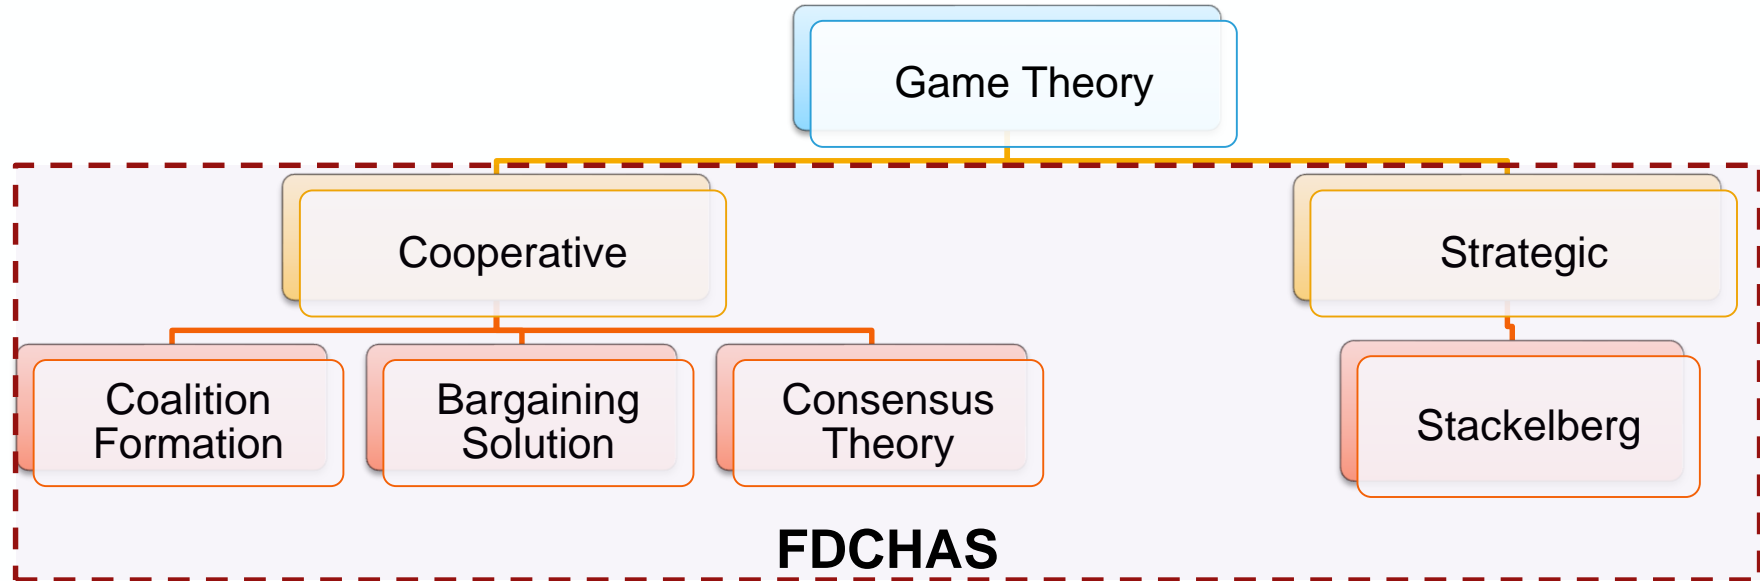 Game Theory
Cooperative
Strategic
Coalition
Formation
Bargaining
Solution
Consensus
Theory
Stackelberg
FDCHAS